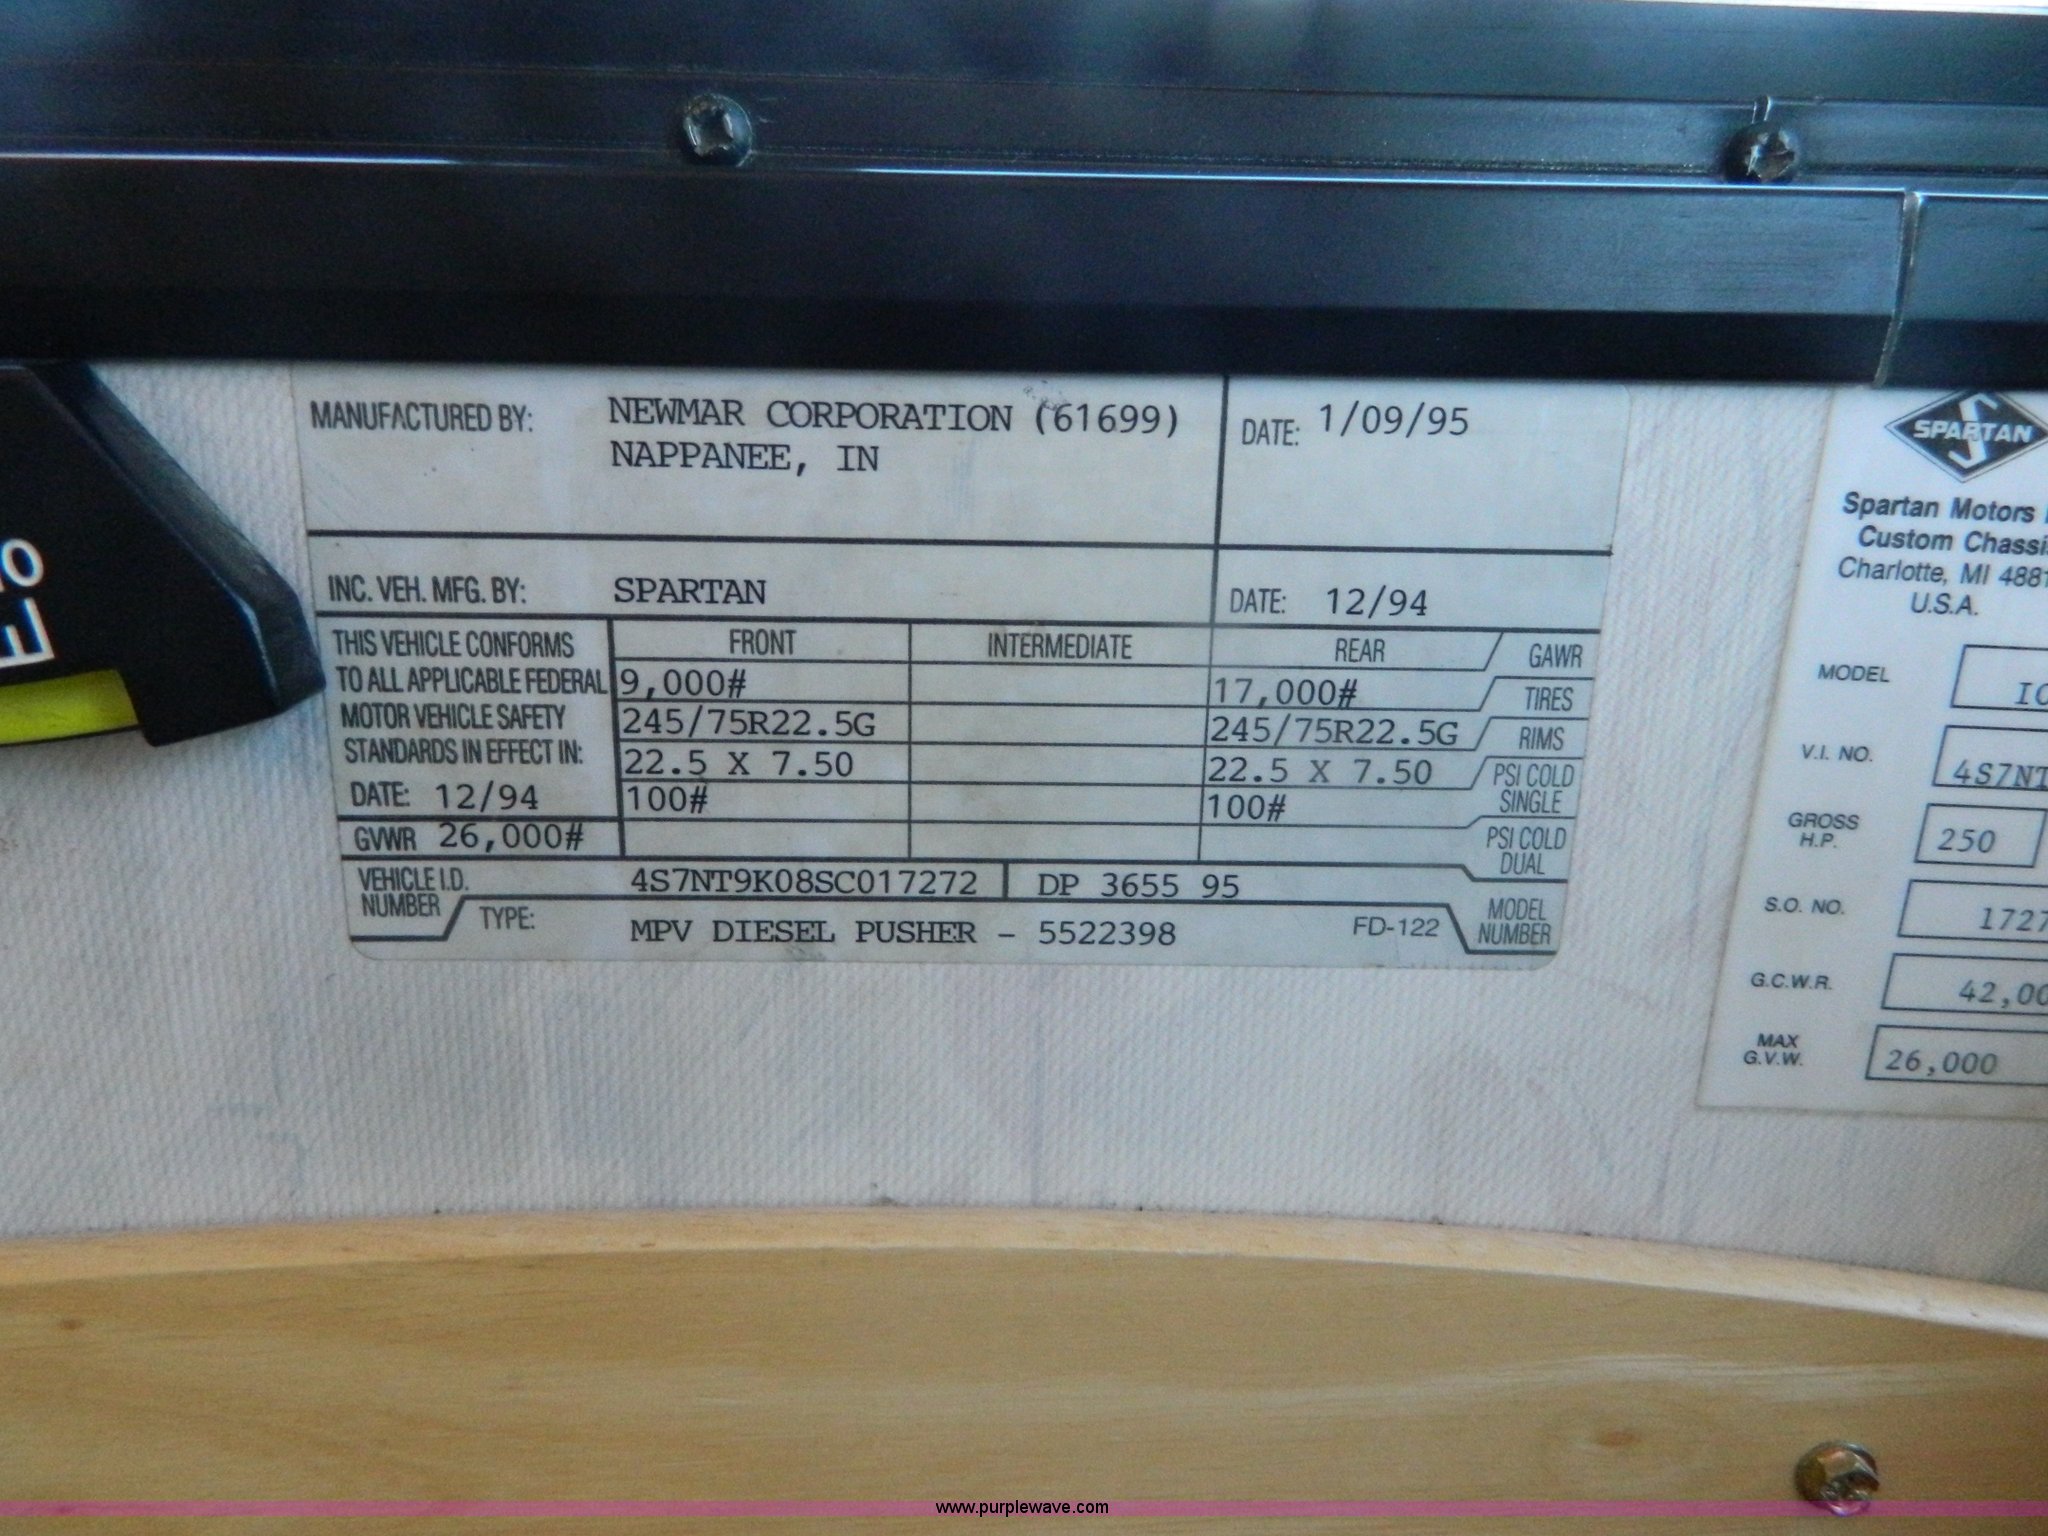 MANUFACTURED BY: NEWMAR CORPORATION (61699)
NAPPANEE, IN
DATE: 1/09/95
INC. VEH. MFG. BY: SPARTAN
DATE: 12/94
THIS VEHICLE CONFORMS
TO ALL APPLICABLE FEDERAL
MOTOR VEHICLE SAFETY
STANDARDS IN EFFECT IN:
DATE: 12/94
GVWR 26,000#
FRONT INTERMEDIATE REAR GAWR
9,000# 17,000# TIRES
245/75R22.5G 245/75R22.5G RIMS
22.5 X 7.50 22.5 X 7.50 PSI COLD
SINGLE
100# 100#
PSI COLD
DUAL
VEHICLE I.D.
NUMBER
4S7NT9K08SC017272 DP 3655 95
MODEL
NUMBER
TYPE: MPV DIESEL PUSHER - 5522398 FD-122
SPARTAN
Spartan Motors
Custom Chassi
Charlotte, MI 4881
U.S.A.
MODEL
V.I. NO. 4S7NT
GROSS
H.P. 250
S.O. NO. 1727
G.C.W.R. 42,00
MAX
G.V.W. 26,000
www.purplewave.com